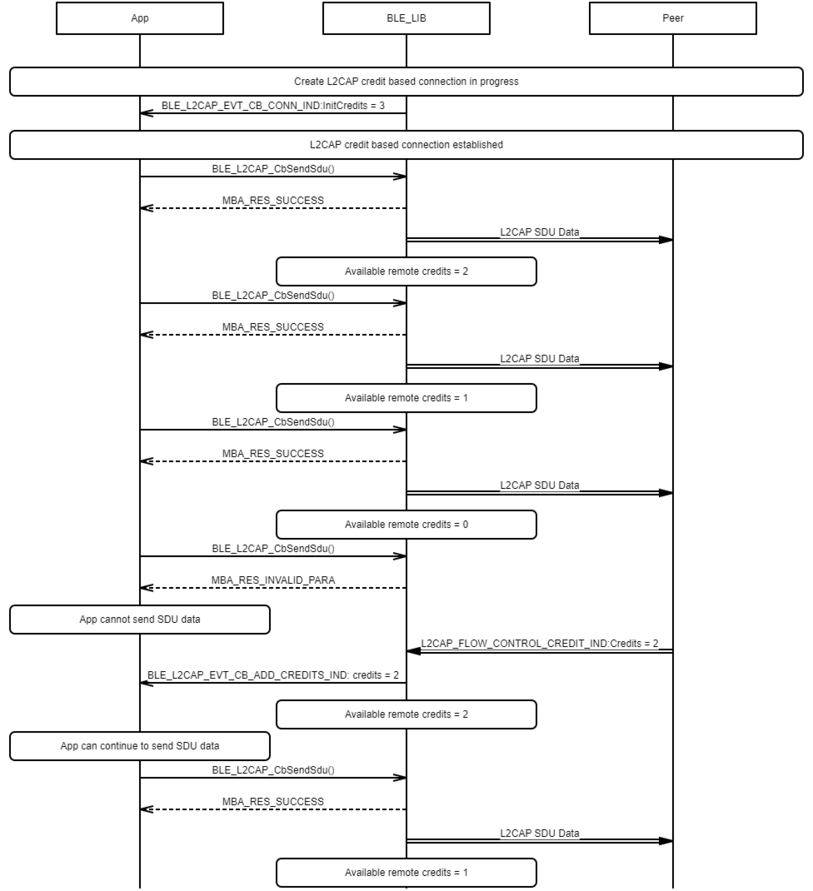 App
BLE_LIB
Peer
Create L2CAP credit based connection in progress
BLE_L2CAP_EVT_CB_CONN_IND:InitCredits = 3
L2CAP credit based connection established
BLE_L2CAP_CbSendSdu()
MBA_RES_SUCCESS
L2CAP SDU Data
Available remote credits = 2
BLE_L2CAP_CbSendSdu()
MBA_RES_SUCCESS
L2CAP SDU Data
Available remote credits = 1
BLE_L2CAP_CbSendSdu()
MBA_RES_SUCCESS
L2CAP SDU Data
Available remote credits = 0
BLE_L2CAP_CbSendSdu()
MBA_RES_INVALID_PARA
App cannot send SDU data
L2CAP_FLOW_CONTROL_CREDIT_IND:Credits = 2
BLE_L2CAP_EVT_CB_ADD_CREDITS_IND: credits = 2
Available remote credits = 2
App can continue to send SDU data
BLE_L2CAP_CbSendSdu()
MBA_RES_SUCCESS
L2CAP SDU Data
Available remote credits = 1